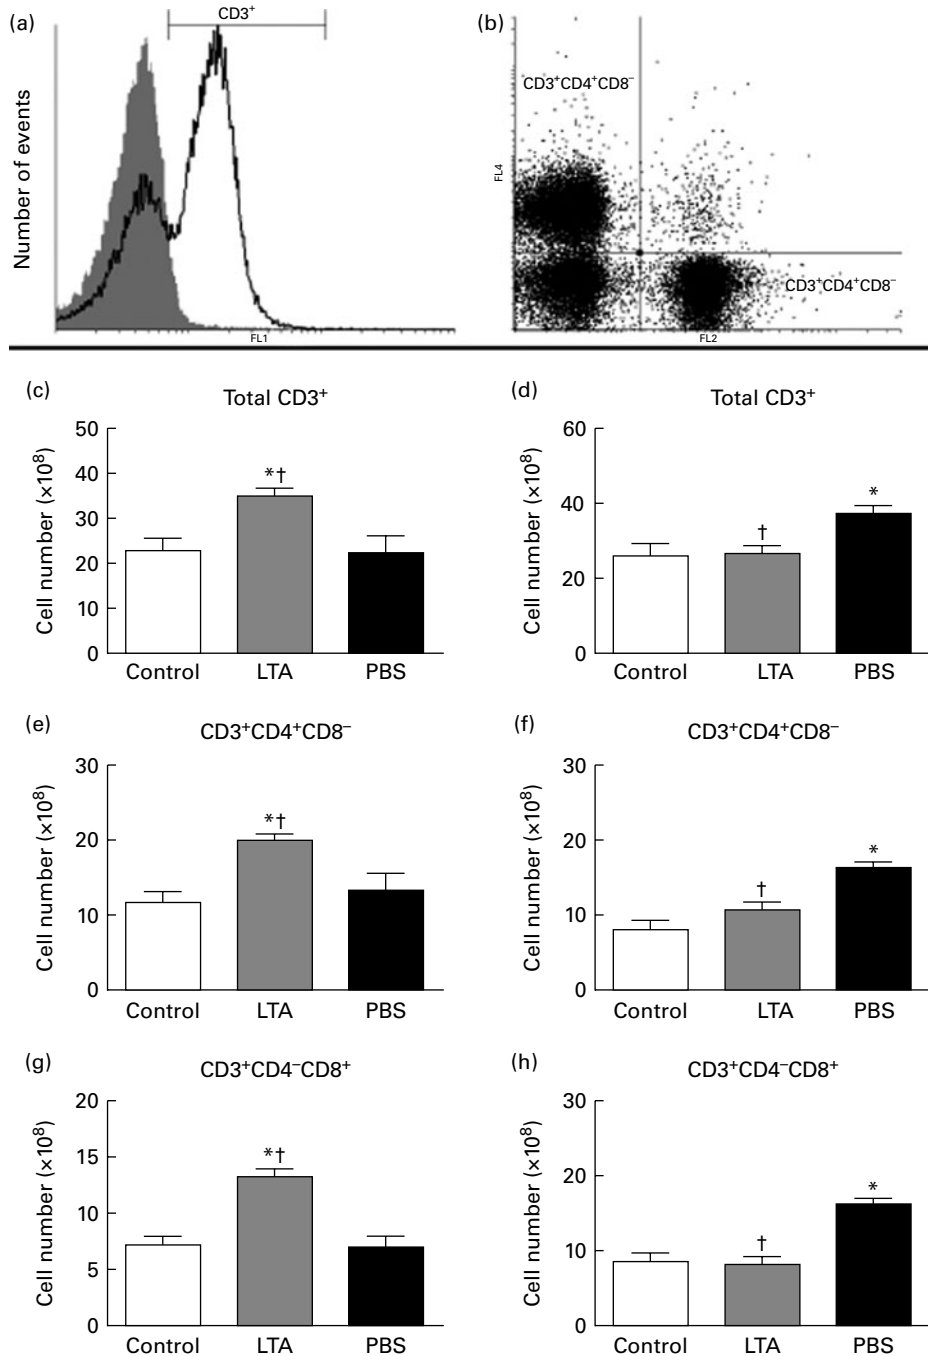 (a)
CD3⁺
Number of events
FL1
(b)
CD3⁺CD4⁺CD8⁻
FL4
CD3⁺CD4⁺CD8⁻
FL2
(c)
Total CD3⁺
Cell number (×10⁸)
50
40
30
20
10
0
*†
Control LTA PBS
(d)
Total CD3⁺
Cell number (×10⁸)
60
40
20
0
†
*
Control LTA PBS
(e)
CD3⁺CD4⁺CD8⁻
Cell number (×10⁸)
30
20
10
0
*†
Control LTA PBS
(f)
CD3⁺CD4⁺CD8⁻
Cell number (×10⁸)
30
20
10
0
†
*
Control LTA PBS
(g)
CD3⁺CD4⁻CD8⁺
Cell number (×10⁸)
20
15
10
5
0
*†
Control LTA PBS
(h)
CD3⁺CD4⁻CD8⁺
Cell number (×10⁸)
30
20
10
0
†
*
Control LTA PBS